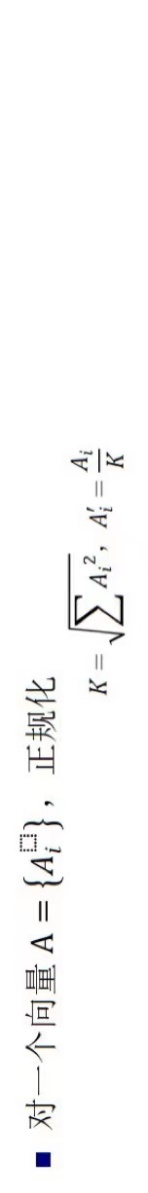 ■ 对一个向量 A = {A_i^□}，正规化
K = √∑A_i²，A′_i = A_i/K